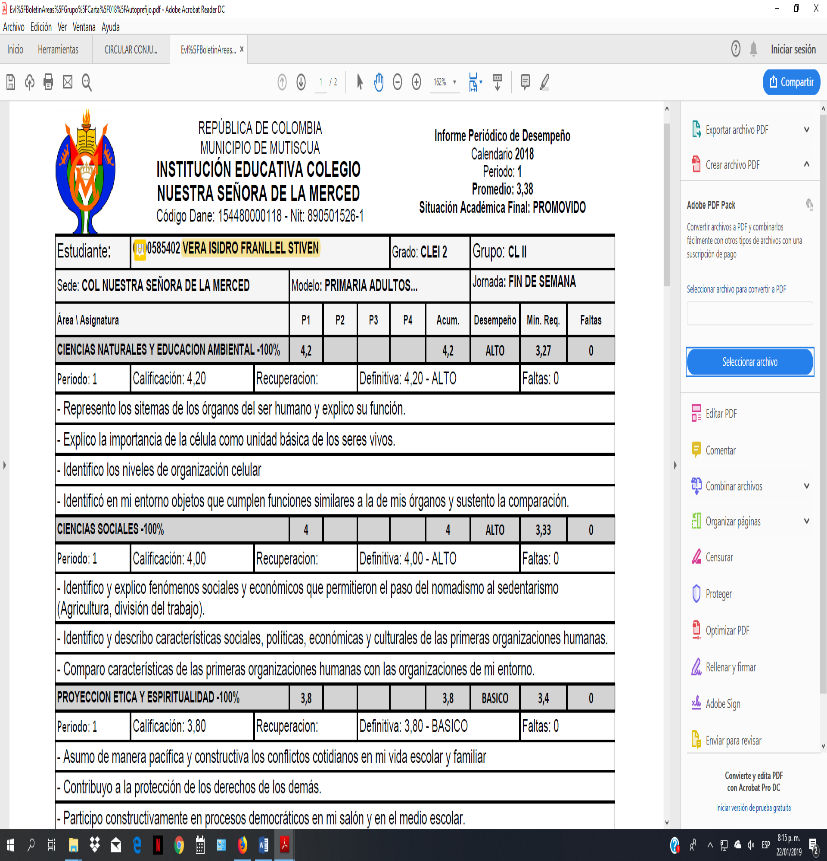 Evl%5FBoletinAreas%5FGrupo%5FCarta%5F018%5FAutoprefijo.pdf - Adobe Acrobat Reader DC
Archivo Edición Ver Ventana Ayuda
Inicio Herramientas CIRCULAR CONJU... Evl%5FBoletinAreas... x Iniciar sesión
1 / 2 162% Compartir
REPÚBLICA DE COLOMBIA
MUNICIPIO DE MUTISCUA
INSTITUCIÓN EDUCATIVA COLEGIO
NUESTRA SEÑORA DE LA MERCED
Código Dane: 154480000118 - Nit: 890501526-1
Informe Periódico de Desempeño
Calendario 2018
Periodo: 1
Promedio: 3,38
Situación Académica Final: PROMOVIDO
Estudiante: 0585402 VERA ISIDRO FRANLLEL STIVEN Grado: CLEI 2 Grupo: CL II
Sede: COL NUESTRA SEÑORA DE LA MERCED Modelo: PRIMARIA ADULTOS... Jornada: FIN DE SEMANA
Área \ Asignatura P1 P2 P3 P4 Acum. Desempeño Min. Req. Faltas
CIENCIAS NATURALES Y EDUCACION AMBIENTAL -100% 4,2 4,2 ALTO 3,27 0
Periodo: 1 Calificación: 4,20 Recuperacion: Definitiva: 4,20 - ALTO Faltas: 0
- Represento los sitemas de los órganos del ser humano y explico su función.
- Explico la importancia de la célula como unidad básica de los seres vivos.
- Identifico los niveles de organización celular
- Identificó en mi entorno objetos que cumplen funciones similares a la de mis órganos y sustento la comparación.
CIENCIAS SOCIALES -100% 4 4 ALTO 3,33 0
Periodo: 1 Calificación: 4,00 Recuperacion: Definitiva: 4,00 - ALTO Faltas: 0
- Identifico y explico fenómenos sociales y económicos que permitieron el paso del nomadismo al sedentarismo
(Agricultura, división del trabajo).
- Identifico y describo características sociales, políticas, económicas y culturales de las primeras organizaciones humanas.
- Comparo características de las primeras organizaciones humanas con las organizaciones de mi entorno.
PROYECCION ETICA Y ESPIRITUALIDAD -100% 3,8 3,8 BASICO 3,4 0
Periodo: 1 Calificación: 3,80 Recuperacion: Definitiva: 3,80 - BASICO Faltas: 0
- Asumo de manera pacífica y constructiva los conflictos cotidianos en mi vida escolar y familiar
- Contribuyo a la protección de los derechos de los demás.
- Participo constructivamente en procesos democráticos en mi salón y en el medio escolar.
Exportar archivo PDF
Crear archivo PDF
Adobe PDF Pack
Convertir archivos a PDF y combinarlos
fácilmente con otros tipos de archivos con una
suscripción de pago
Seleccionar archivo para convertir a PDF
Seleccionar archivo
Editar PDF
Comentar
Combinar archivos
Organizar páginas
Censurar
Proteger
Optimizar PDF
Rellenar y firmar
Adobe Sign
Enviar para revisar
Convierte y edita PDF
con Acrobat Pro DC
Iniciar versión de prueba gratuita
ESP 8:15 p. m.
22/01/2019